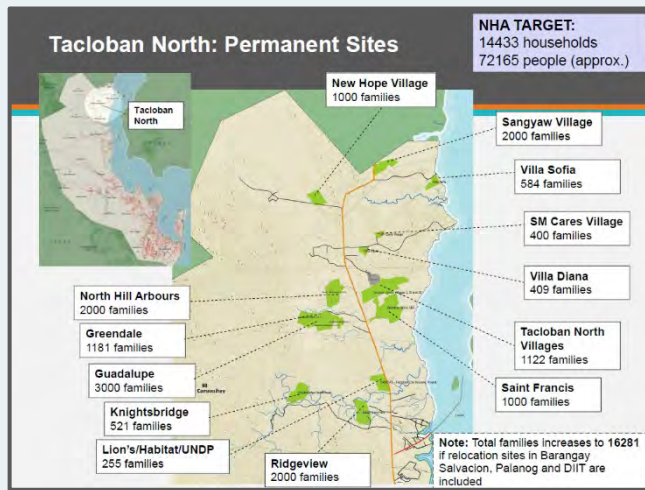 Tacloban North: Permanent Sites
NHA TARGET:
14433 households
72165 people (approx.)
Tacloban
North
New Hope Village
1000 families
Sangyaw Village
2000 families
Villa Sofia
584 families
SM Cares Village
400 families
Villa Diana
409 families
North Hill Arbours
2000 families
Greendale
1181 families
Guadalupe
3000 families
Tacloban North
Villages
1122 families
Saint Francis
1000 families
Knightsbridge
521 families
Lion's/Habitat/UNDP
255 families
Ridgeview
2000 families
Note: Total families increases to 16281
if relocation sites in Barangay
Salvacion, Palanog and DIIT are
included